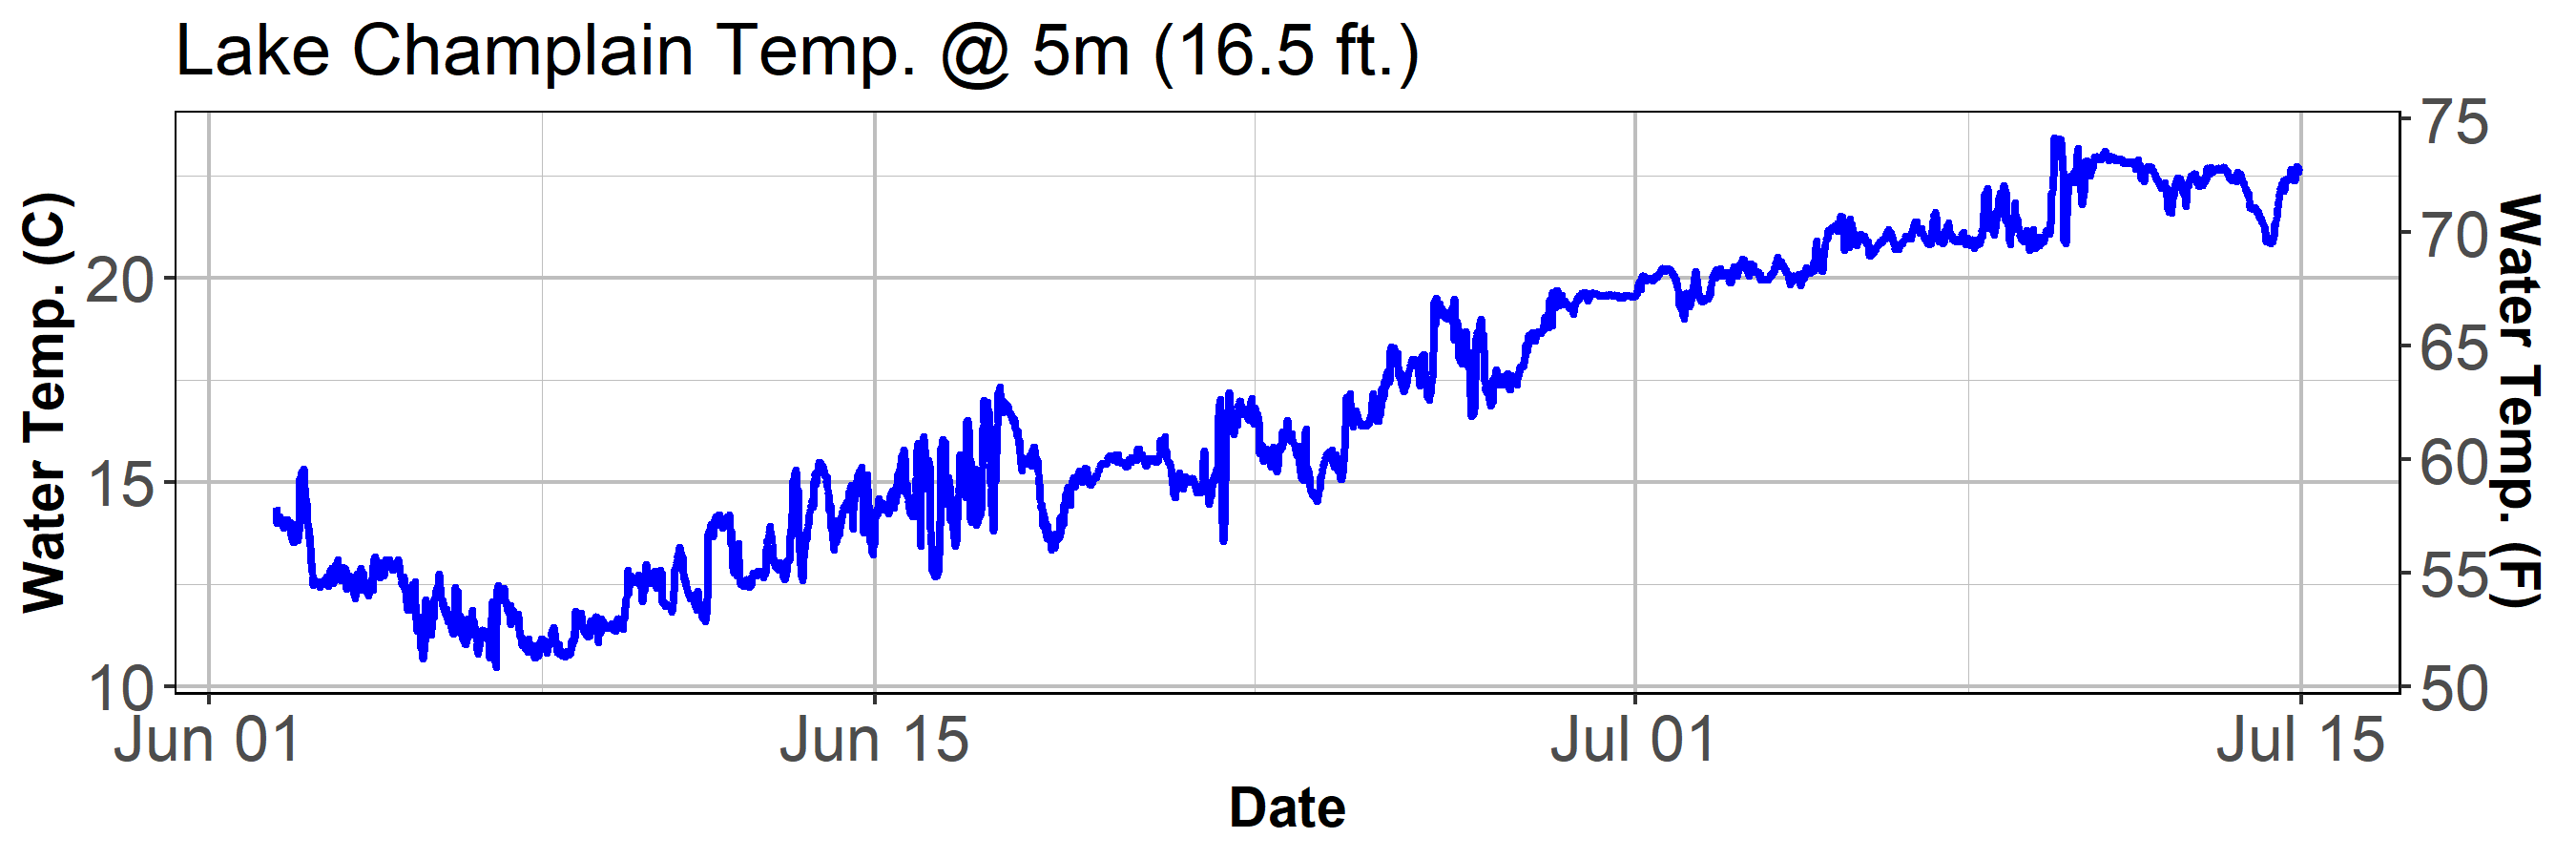 Lake Champlain Temp. @ 5m (16.5 ft.)
Water Temp. (C)
20
15
10
75
70
65
60
55
50
Water Temp. (F)
Jun 01
Jun 15
Jul 01
Jul 15
Date